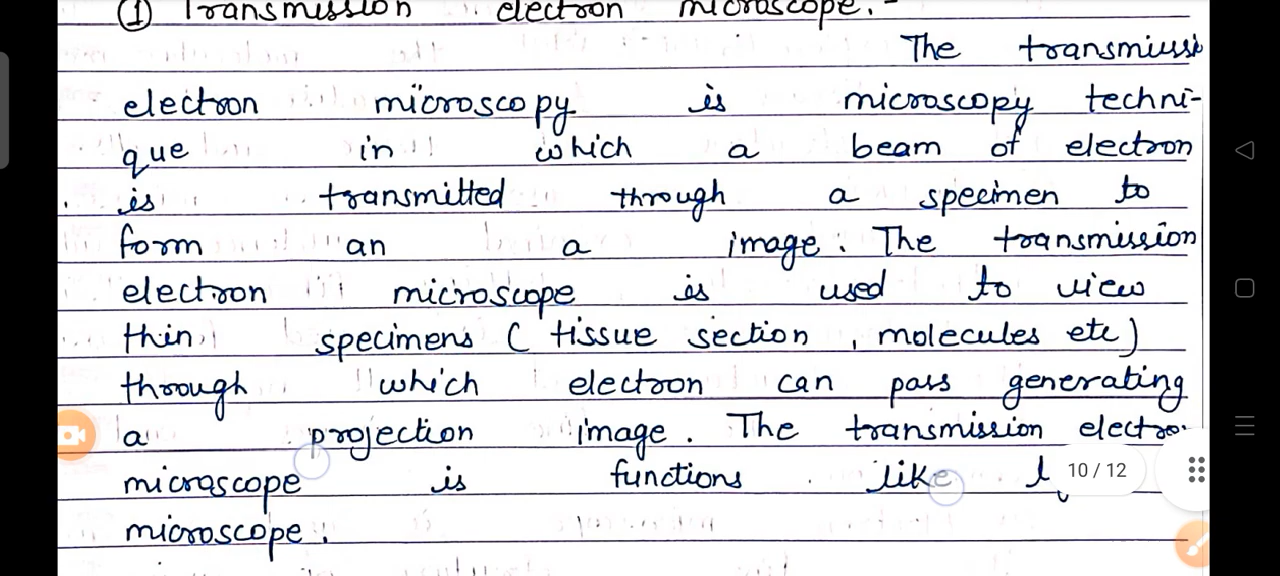 ① Transmission electron microscope.-
The transmiussi
electron microscopy is microscopy techni-
que in which a beam of electron
is transmitted through a specimen to
form an a image. The transmission
electron microscope is used to view
thin specimens ( tissue section , molecules etc)
through which electron can pass generating
a projection image. The transmission electro
microscope is functions like
10 / 12
microscope.